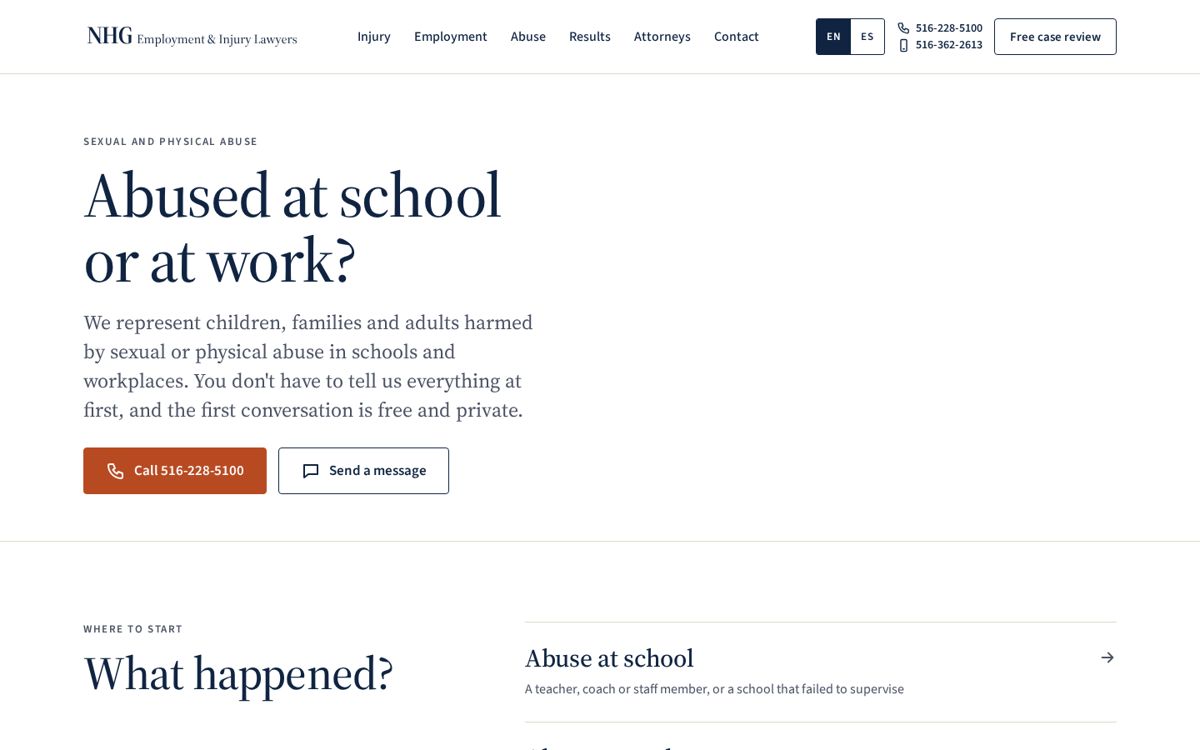 NHG Employment & Injury Lawyers
Injury
Employment
Abuse
Results
Attorneys
Contact
EN
ES
516-228-5100
516-362-2613
Free case review
SEXUAL AND PHYSICAL ABUSE
Abused at school
or at work?
We represent children, families and adults harmed
by sexual or physical abuse in schools and
workplaces. You don't have to tell us everything at
first, and the first conversation is free and private.
Call 516-228-5100
Send a message
WHERE TO START
What happened?
Abuse at school
A teacher, coach or staff member, or a school that failed to supervise